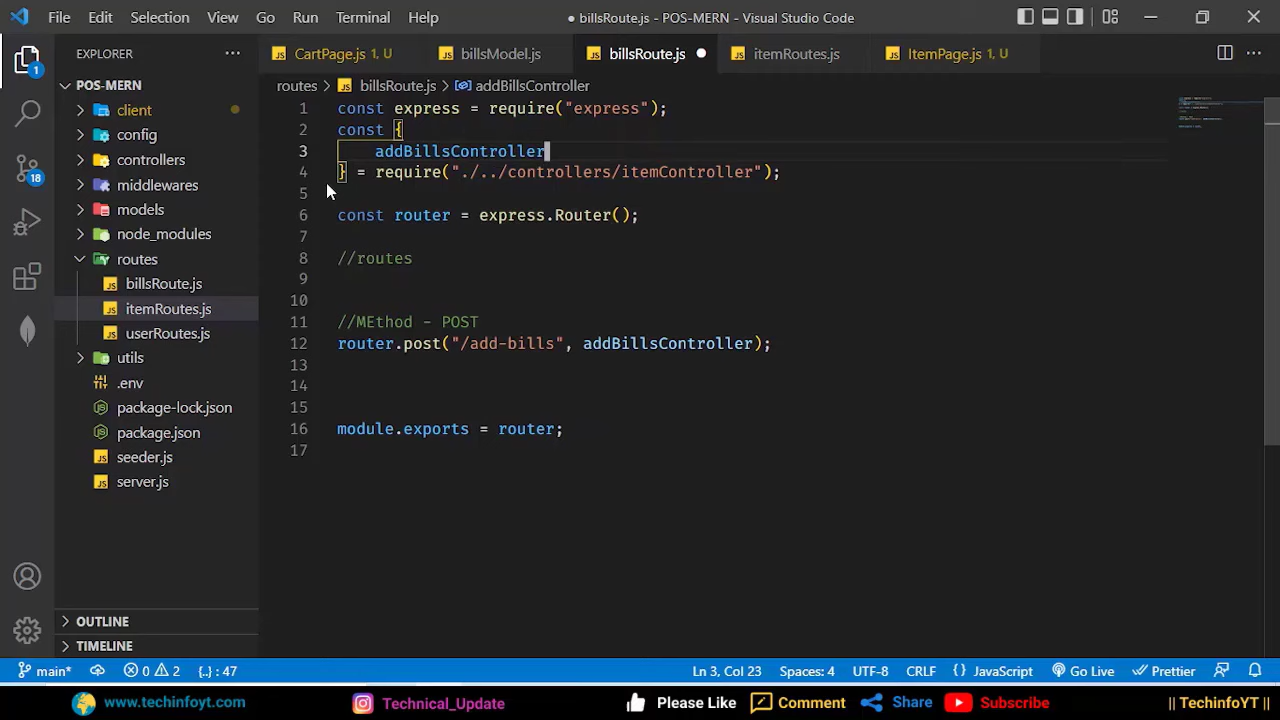 File Edit Selection View Go Run Terminal Help ● billsRoute.js - POS-MERN - Visual Studio Code
EXPLORER ···
CartPage.js 1, U billsModel.js billsRoute.js ● itemRoutes.js ItemPage.js 1, U ···
POS-MERN
routes > billsRoute.js > addBillsController
client
config
controllers
middlewares
models
node_modules
routes
billsRoute.js
itemRoutes.js
userRoutes.js
utils
.env
package-lock.json
package.json
seeder.js
server.js
1
18
1 const express = require("express");
2 const {
3 addBillsController
4 } = require("./../controllers/itemController");
5
6 const router = express.Router();
7
8 //routes
9
10
11 //MEthod - POST
12 router.post("/add-bills", addBillsController);
13
14
15
16 module.exports = router;
17
OUTLINE
TIMELINE
main* 0 2 {..} : 47 Ln 3, Col 23 Spaces: 4 UTF-8 CRLF {} JavaScript Go Live Prettier
www.techinfoyt.com Technical_Update Please Like Comment Share Subscribe || TechinfoYT ||